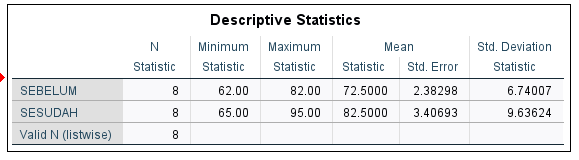 Descriptive Statistics
N Minimum Maximum Mean Std. Deviation
Statistic Statistic Statistic Statistic Std. Error Statistic
SEBELUM 8 62.00 82.00 72.5000 2.38298 6.74007
SESUDAH 8 65.00 95.00 82.5000 3.40693 9.63624
Valid N (listwise) 8